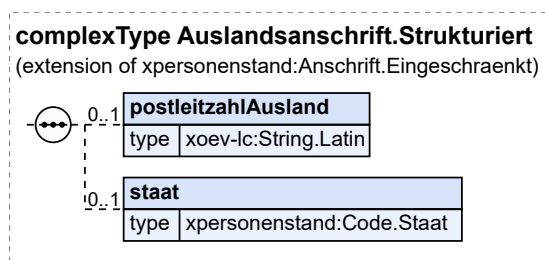 complexType Auslandsanschrift.Strukturiert
(extension of xpersonenstand:Anschrift.Eingeschraenkt)
0..1 postleitzahlAusland
type xoev-lc:String.Latin
0..1 staat
type xpersonenstand:Code.Staat